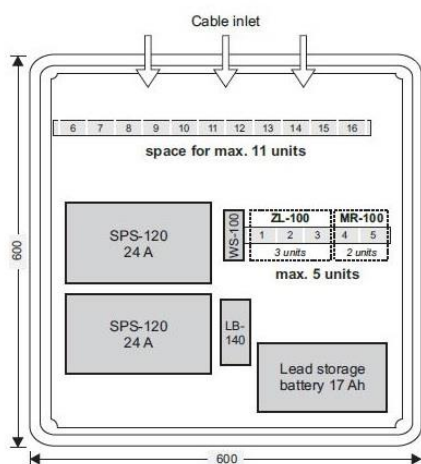 Cable inlet
6 7 8 9 10 11 12 13 14 15 16
space for max. 11 units
600
SPS-120
24 A
WS-100
ZL-100
MR-100
1 2 3 4 5
3 units
2 units
max. 5 units
SPS-120
24 A
LB-
140
Lead storage
battery 17 Ah
600